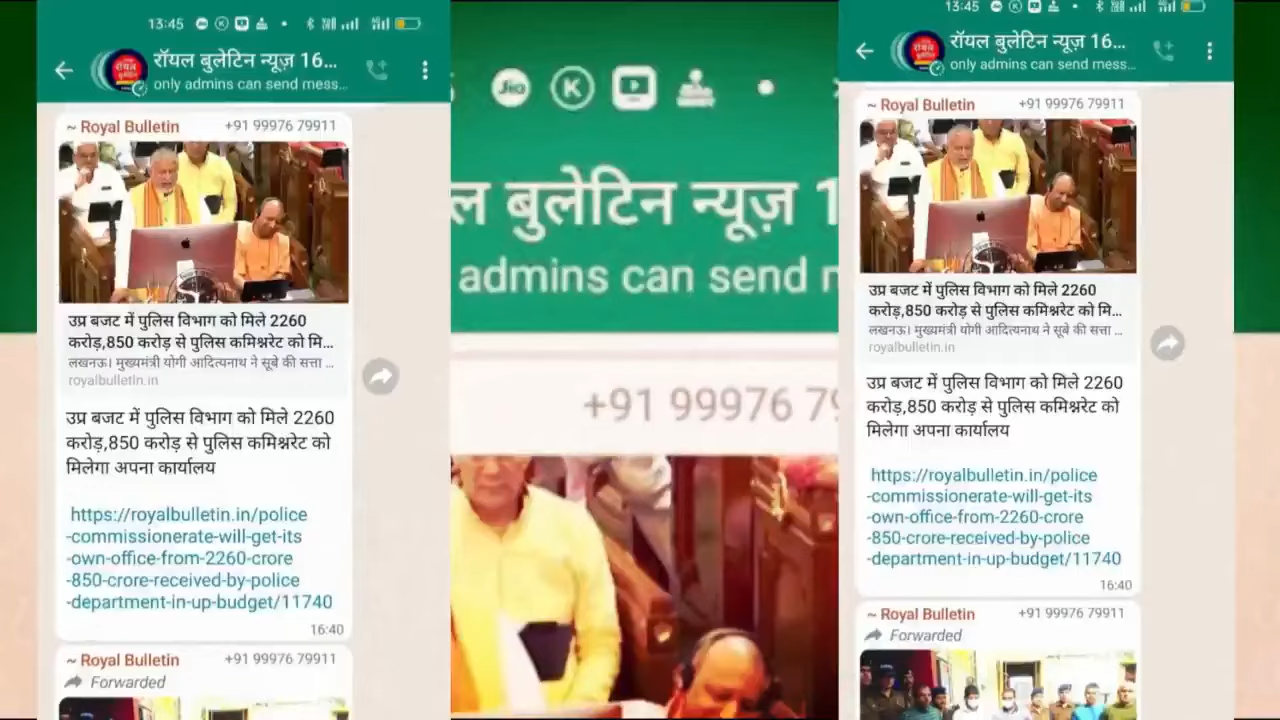 13:45
रॉयल बुलेटिन न्यूज़ 16...
only admins can send mess...
~ Royal Bulletin +91 99976 79911
उप्र बजट में पुलिस विभाग को मिले 2260
करोड़,850 करोड़ से पुलिस कमिश्नरेट को मि...
लखनऊ। मुख्यमंत्री योगी आदित्यनाथ ने सूबे की सत्ता ...
royalbulletin.in
उप्र बजट में पुलिस विभाग को मिले 2260
करोड़,850 करोड़ से पुलिस कमिश्नरेट को
मिलेगा अपना कार्यालय
https://royalbulletin.in/police
-commissionerate-will-get-its
-own-office-from-2260-crore
-850-crore-received-by-police
-department-in-up-budget/11740
16:40
~ Royal Bulletin +91 99976 79911
Forwarded
Jio K
ल बुलेटिन न्यूज़ 1
admins can send
+91 99976 79
13:45
रॉयल बुलेटिन न्यूज़ 16...
only admins can send mess...
~ Royal Bulletin +91 99976 79911
उप्र बजट में पुलिस विभाग को मिले 2260
करोड़,850 करोड़ से पुलिस कमिश्नरेट को मि...
लखनऊ। मुख्यमंत्री योगी आदित्यनाथ ने सूबे की सत्ता ...
royalbulletin.in
उप्र बजट में पुलिस विभाग को मिले 2260
करोड़,850 करोड़ से पुलिस कमिश्नरेट को
मिलेगा अपना कार्यालय
https://royalbulletin.in/police
-commissionerate-will-get-its
-own-office-from-2260-crore
-850-crore-received-by-police
-department-in-up-budget/11740
16:40
~ Royal Bulletin +91 99976 79911
Forwarded